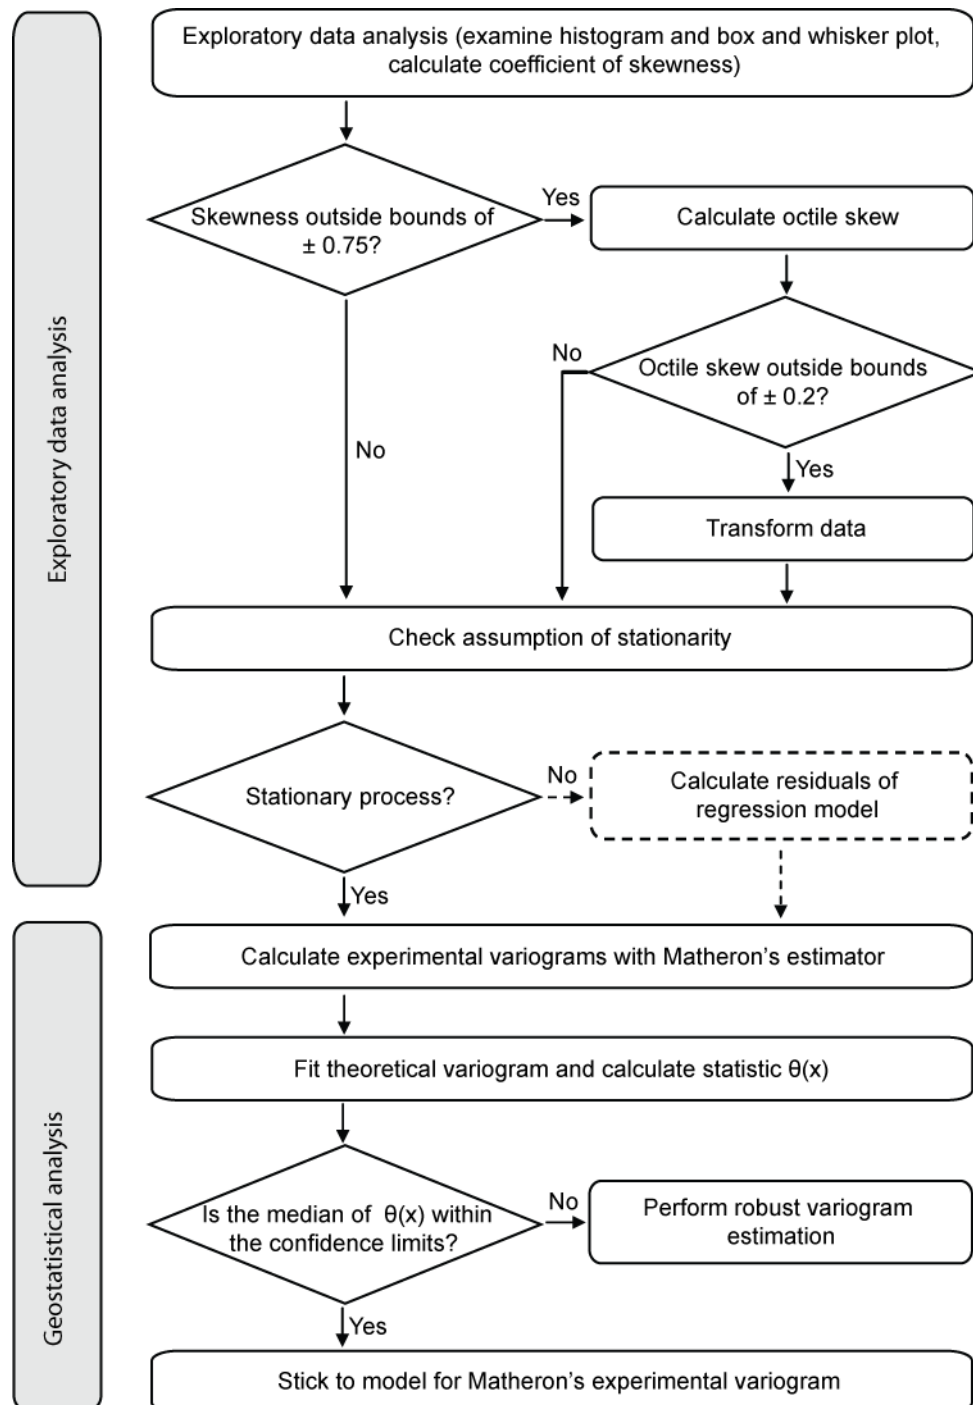 Exploratory data analysis
Exploratory data analysis (examine histogram and box and whisker plot,
calculate coefficient of skewness)
Skewness outside bounds of
± 0.75?
Yes
Calculate octile skew
No
Octile skew outside bounds
of ± 0.2?
No
Yes
Transform data
Check assumption of stationarity
Stationary process?
No
Calculate residuals of
regression model
Yes
Geostatistical analysis
Calculate experimental variograms with Matheron's estimator
Fit theoretical variogram and calculate statistic θ(x)
Is the median of θ(x) within
the confidence limits?
No
Perform robust variogram
estimation
Yes
Stick to model for Matheron's experimental variogram